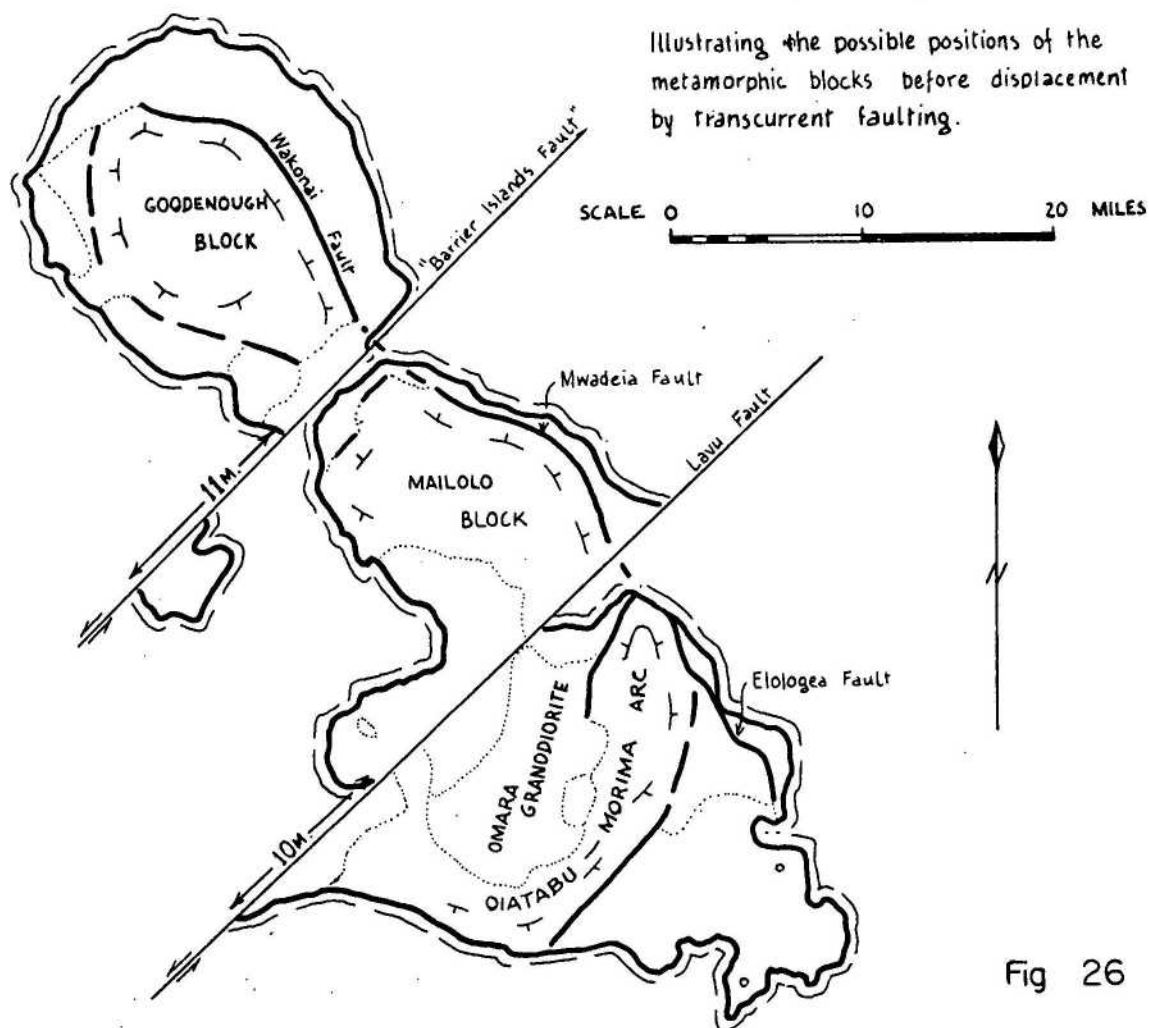 Illustrating the possible positions of the
metamorphic blocks before displacement
by transcurrent faulting.
SCALE 0 10 20 MILES
"Barrier Islands Fault"
Wakonai Fault
GOODENOUGH
BLOCK
Mwadeia Fault
Lavu Fault
MAILOLO
BLOCK
11M.
N
Elologea Fault
OMARA
GRANODIORITE
OIATABU MORIMA ARC
10M.
Fig 26